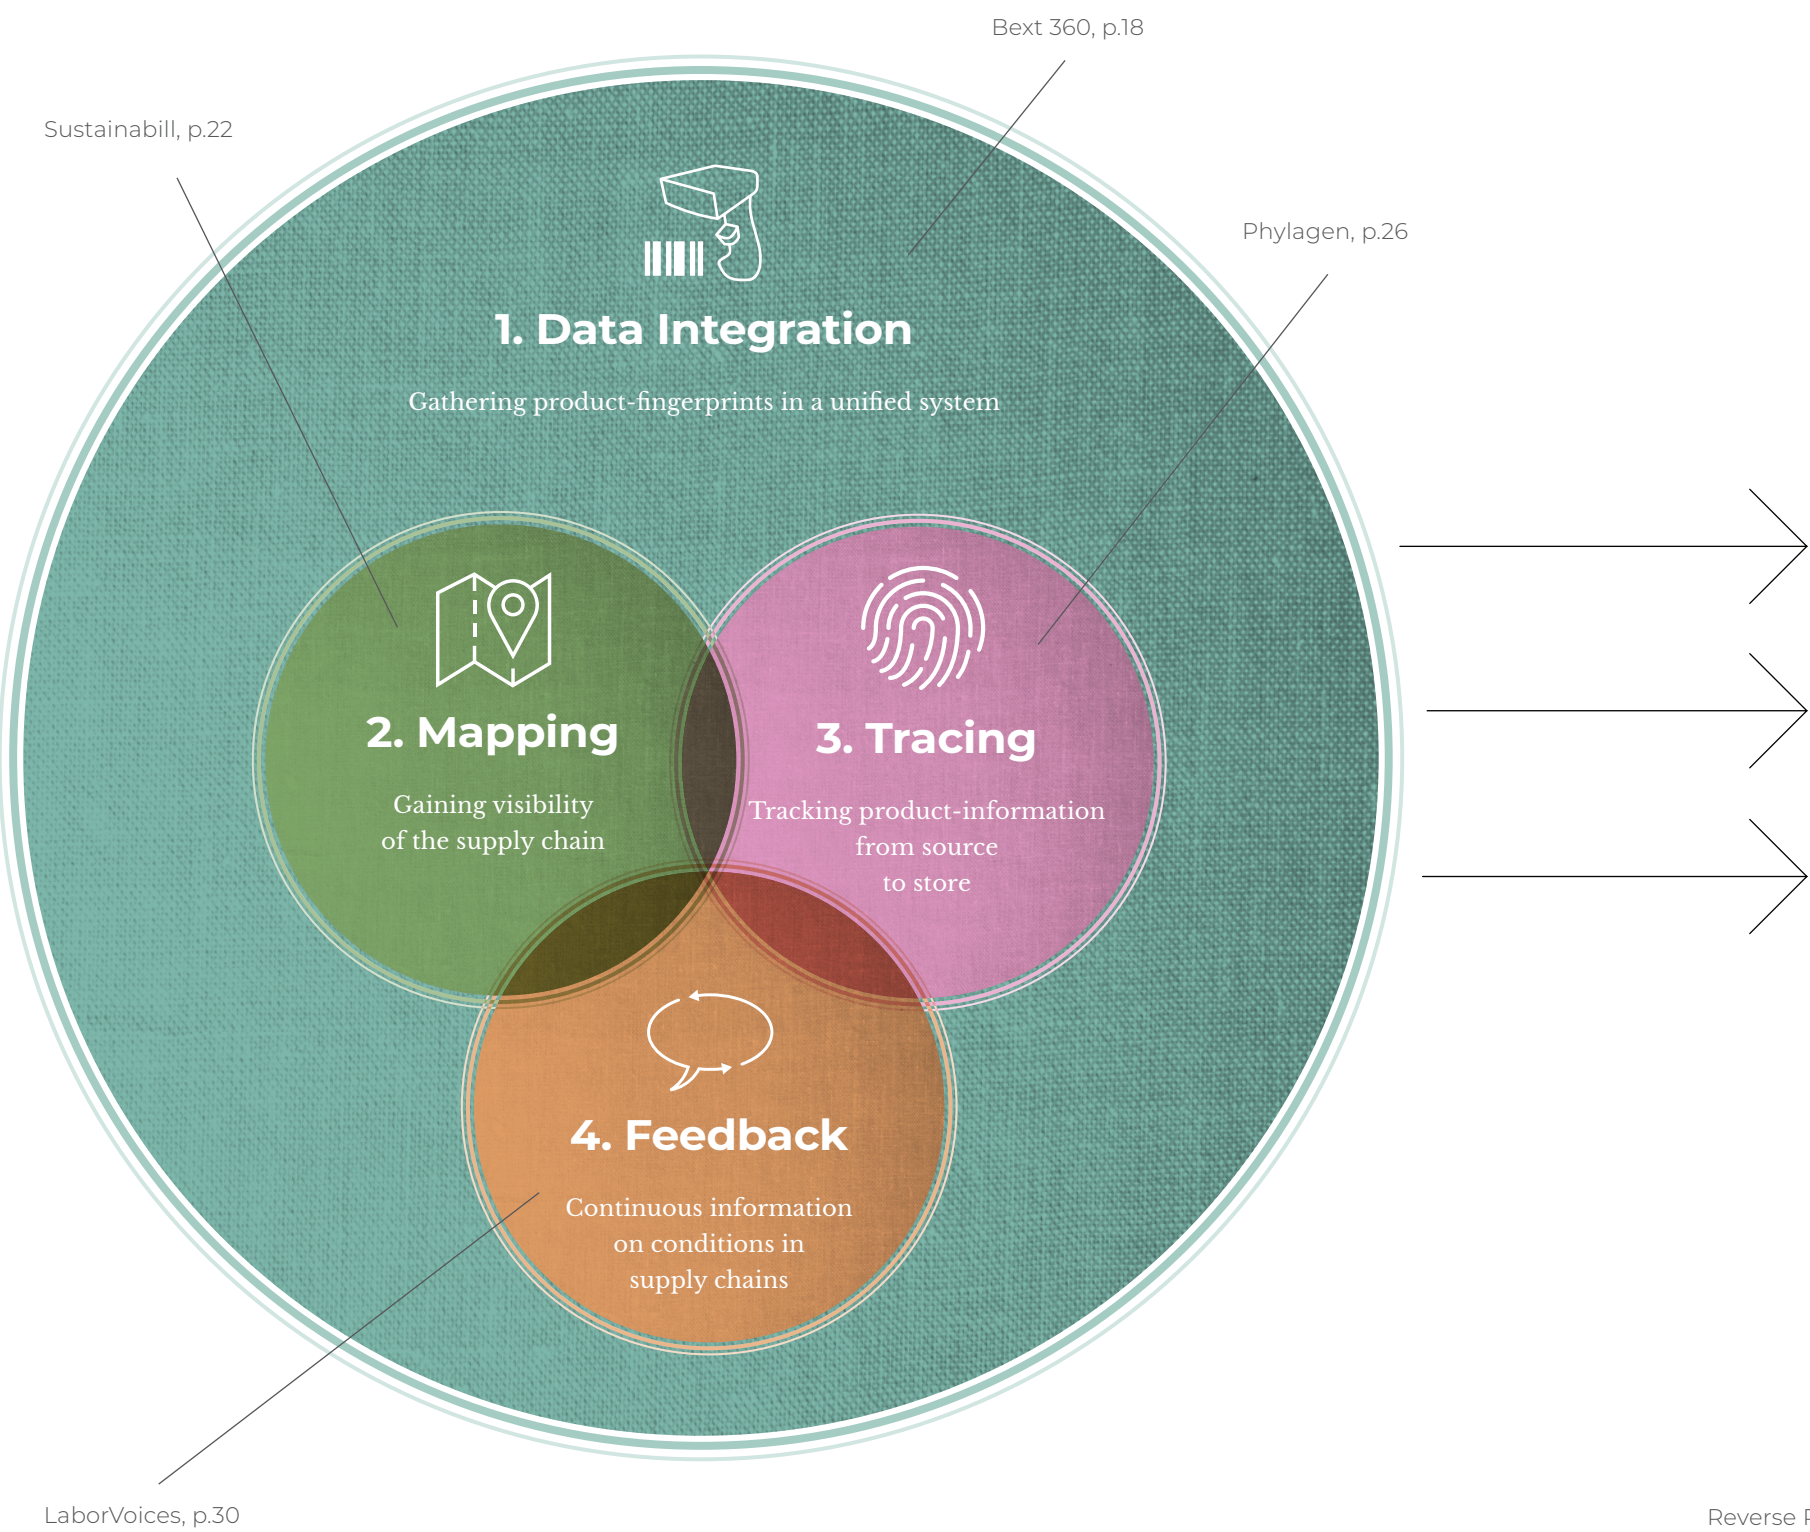 Bext 360, p.18
Sustainabill, p.22
Phylagen, p.26
1. Data Integration
Gathering product-fingerprints in a unified system
2. Mapping
Gaining visibility
of the supply chain
3. Tracing
Tracking product-information
from source
to store
4. Feedback
Continuous information
on conditions in
supply chains
LaborVoices, p.30
Reverse